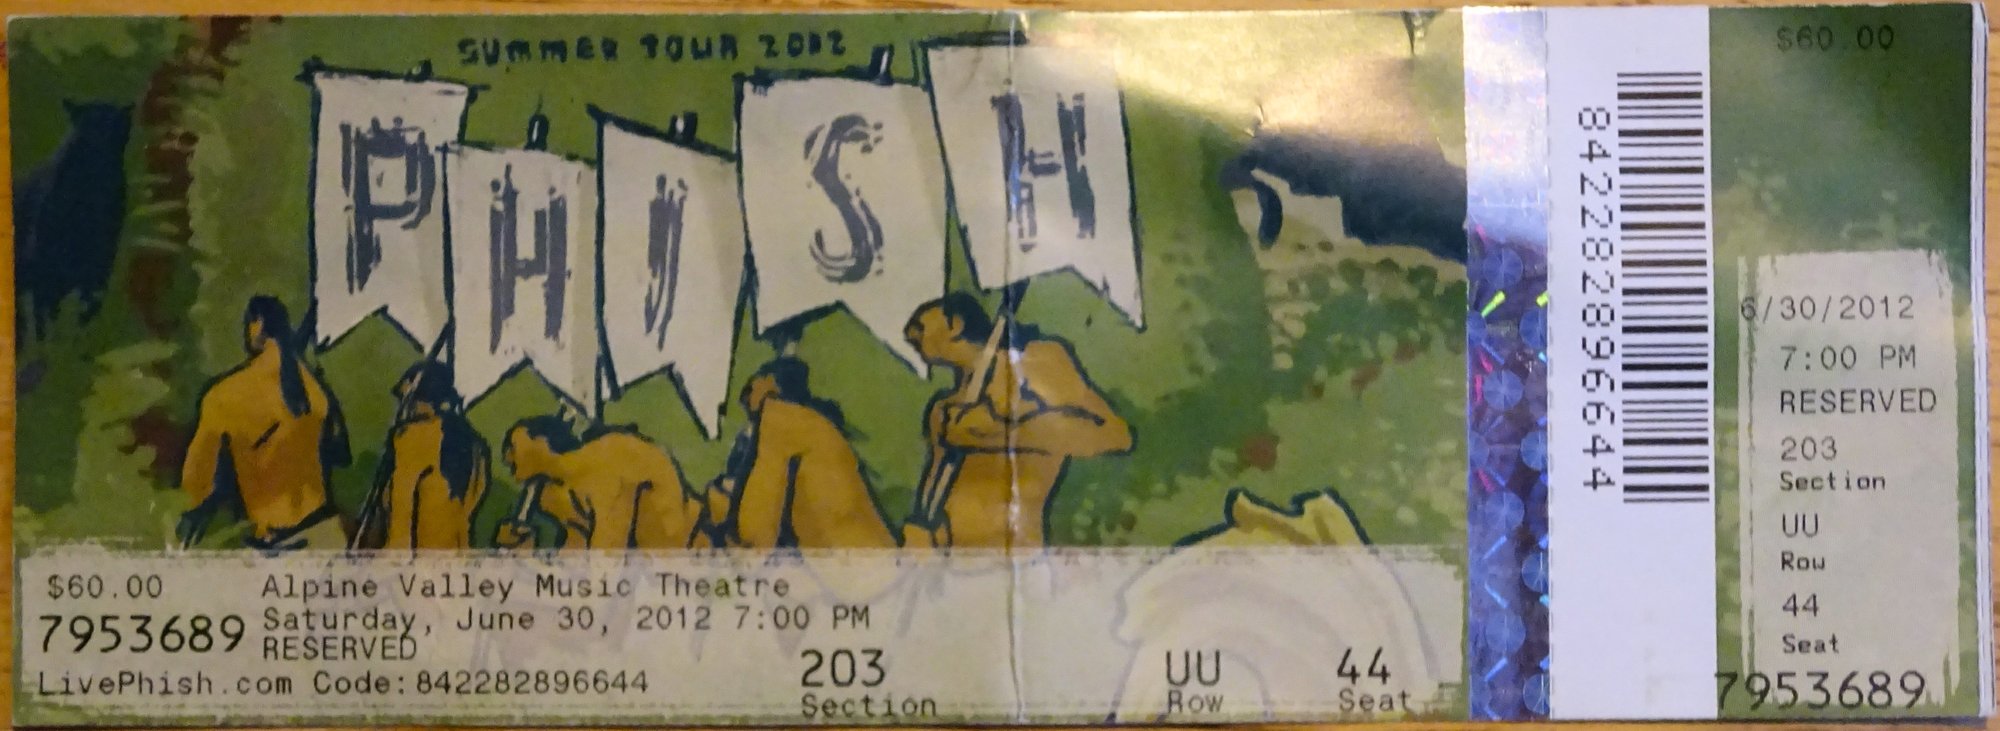 SUMMER TOUR 2012
PHISH
$60.00 Alpine Valley Music Theatre
7953689 Saturday, June 30, 2012 7:00 PM
RESERVED
LivePhish.com Code:842282896644
203
Section
UU
Row
44
Seat
842282896644
$60.00
6/30/2012
7:00 PM
RESERVED
203
Section
UU
Row
44
Seat
7953689